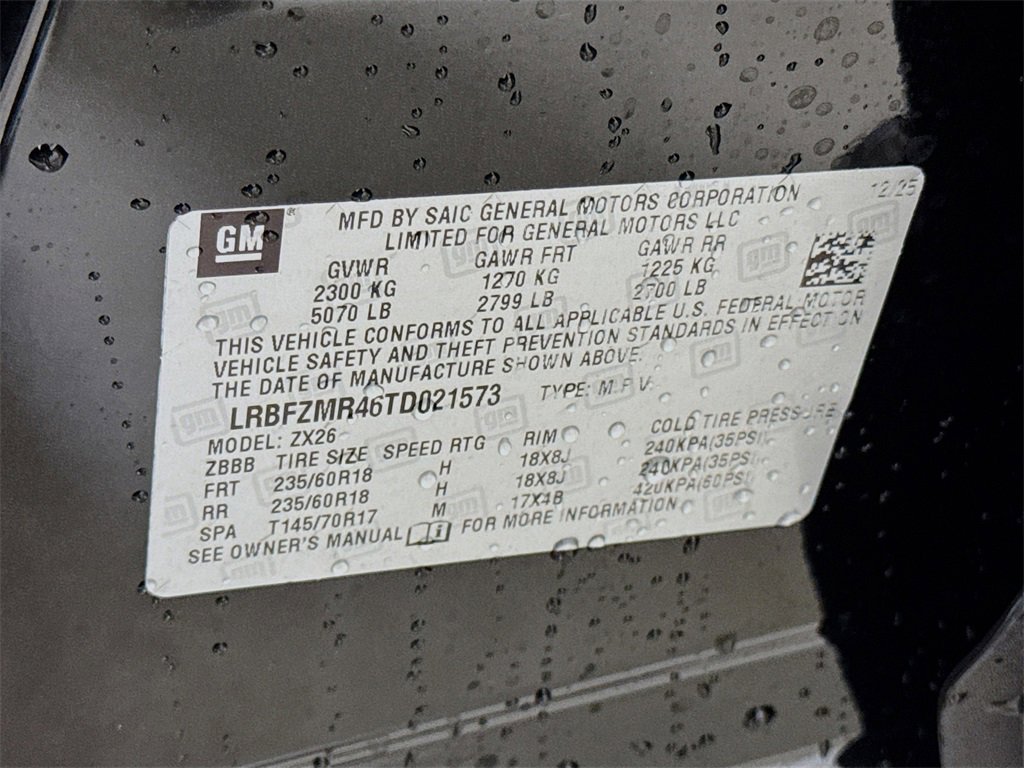 GM ® MFD BY SAIC GENERAL MOTORS CORPORATION 12/25
LIMITED FOR GENERAL MOTORS LLC
GVWR GAWR FRT GAWR RR
2300 KG 1270 KG 1225 KG
5070 LB 2799 LB 2700 LB
THIS VEHICLE CONFORMS TO ALL APPLICABLE U.S. FEDERAL MOTOR
VEHICLE SAFETY AND THEFT PREVENTION STANDARDS IN EFFECT ON
THE DATE OF MANUFACTURE SHOWN ABOVE.
LRBFZMR46TD021573 TYPE: M.P.V.
MODEL: ZX26
ZBBB TIRE SIZE SPEED RTG RIM COLD TIRE PRESSURE
FRT 235/60R18 H 18X8J 240KPA(35PSI)
RR 235/60R18 H 18X8J 240KPA(35PSI)
SPA T145/70R17 M 17X4B 420KPA(60PSI)
SEE OWNER'S MANUAL i FOR MORE INFORMATION